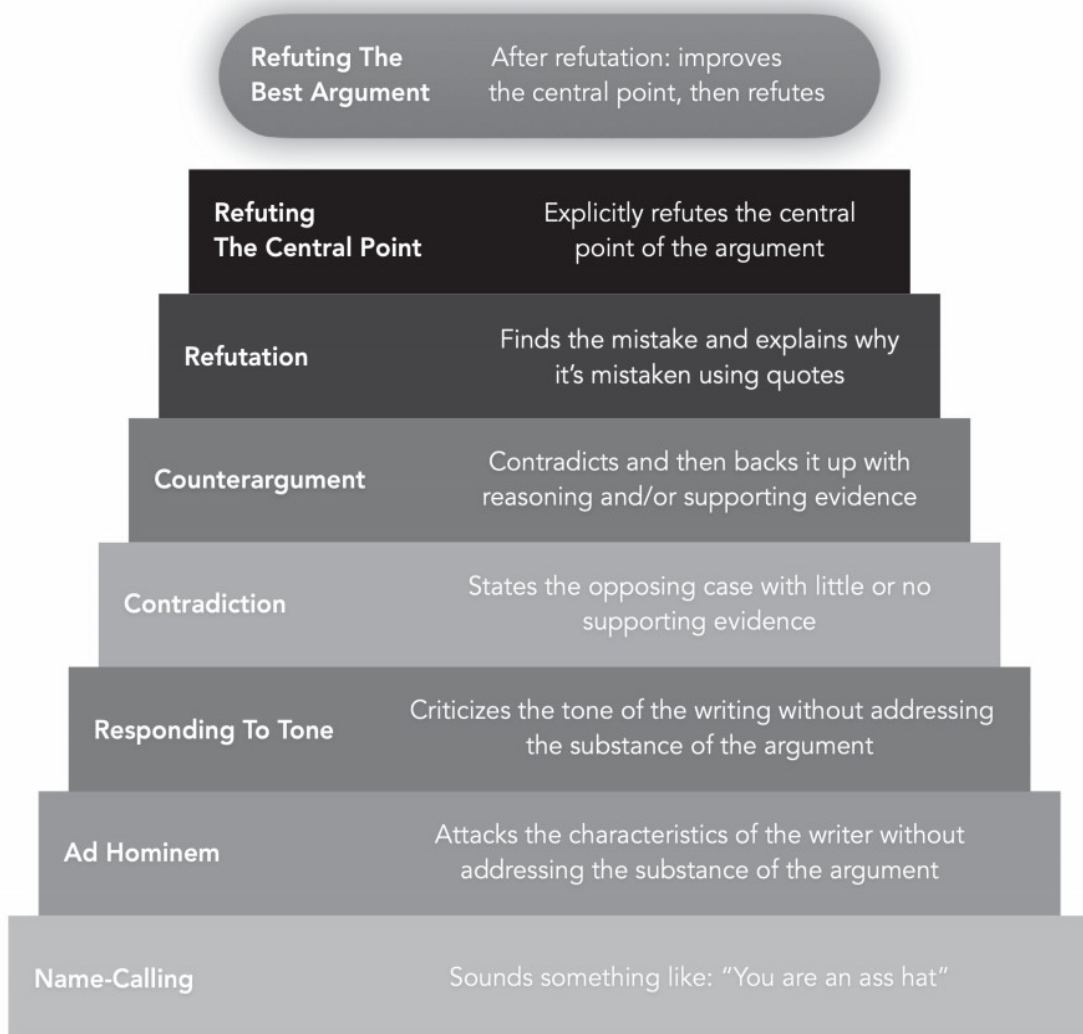 Refuting The
Best Argument
After refutation: improves
the central point, then refutes
Refuting
The Central Point
Explicitly refutes the central
point of the argument
Refutation
Finds the mistake and explains why
it’s mistaken using quotes
Counterargument
Contradicts and then backs it up with
reasoning and/or supporting evidence
Contradiction
States the opposing case with little or no
supporting evidence
Responding To Tone
Criticizes the tone of the writing without addressing
the substance of the argument
Ad Hominem
Attacks the characteristics of the writer without
addressing the substance of the argument
Name-Calling
Sounds something like: “You are an ass hat”